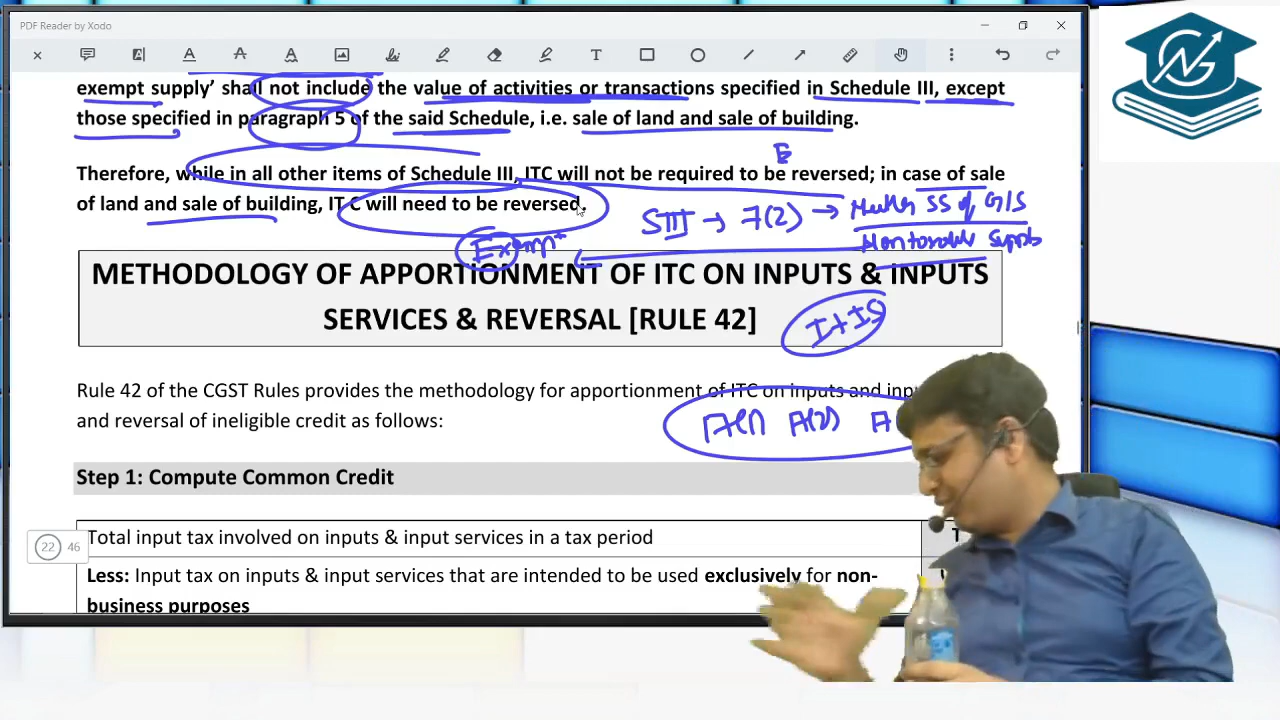 PDF Reader by Xodo
exempt supply’ shall not include the value of activities or transactions specified in Schedule III, except
those specified in paragraph 5 of the said Schedule, i.e. sale of land and sale of building.
E
Therefore, while in all other items of Schedule III, ITC will not be required to be reversed; in case of sale
of land and sale of building, ITC will need to be reversed.
SIII → 7(2) → Neither SS of G/S
Exempt
Nontaxable Supply
METHODOLOGY OF APPORTIONMENT OF ITC ON INPUTS & INPUTS
SERVICES & REVERSAL [RULE 42]
I+IS
Rule 42 of the CGST Rules provides the methodology for apportionment of ITC on inputs and
and reversal of ineligible credit as follows:
Step 1: Compute Common Credit
Total input tax involved on inputs & input services in a tax period
T
22 46
Less: Input tax on inputs & input services that are intended to be used exclusively for non-
business purposes